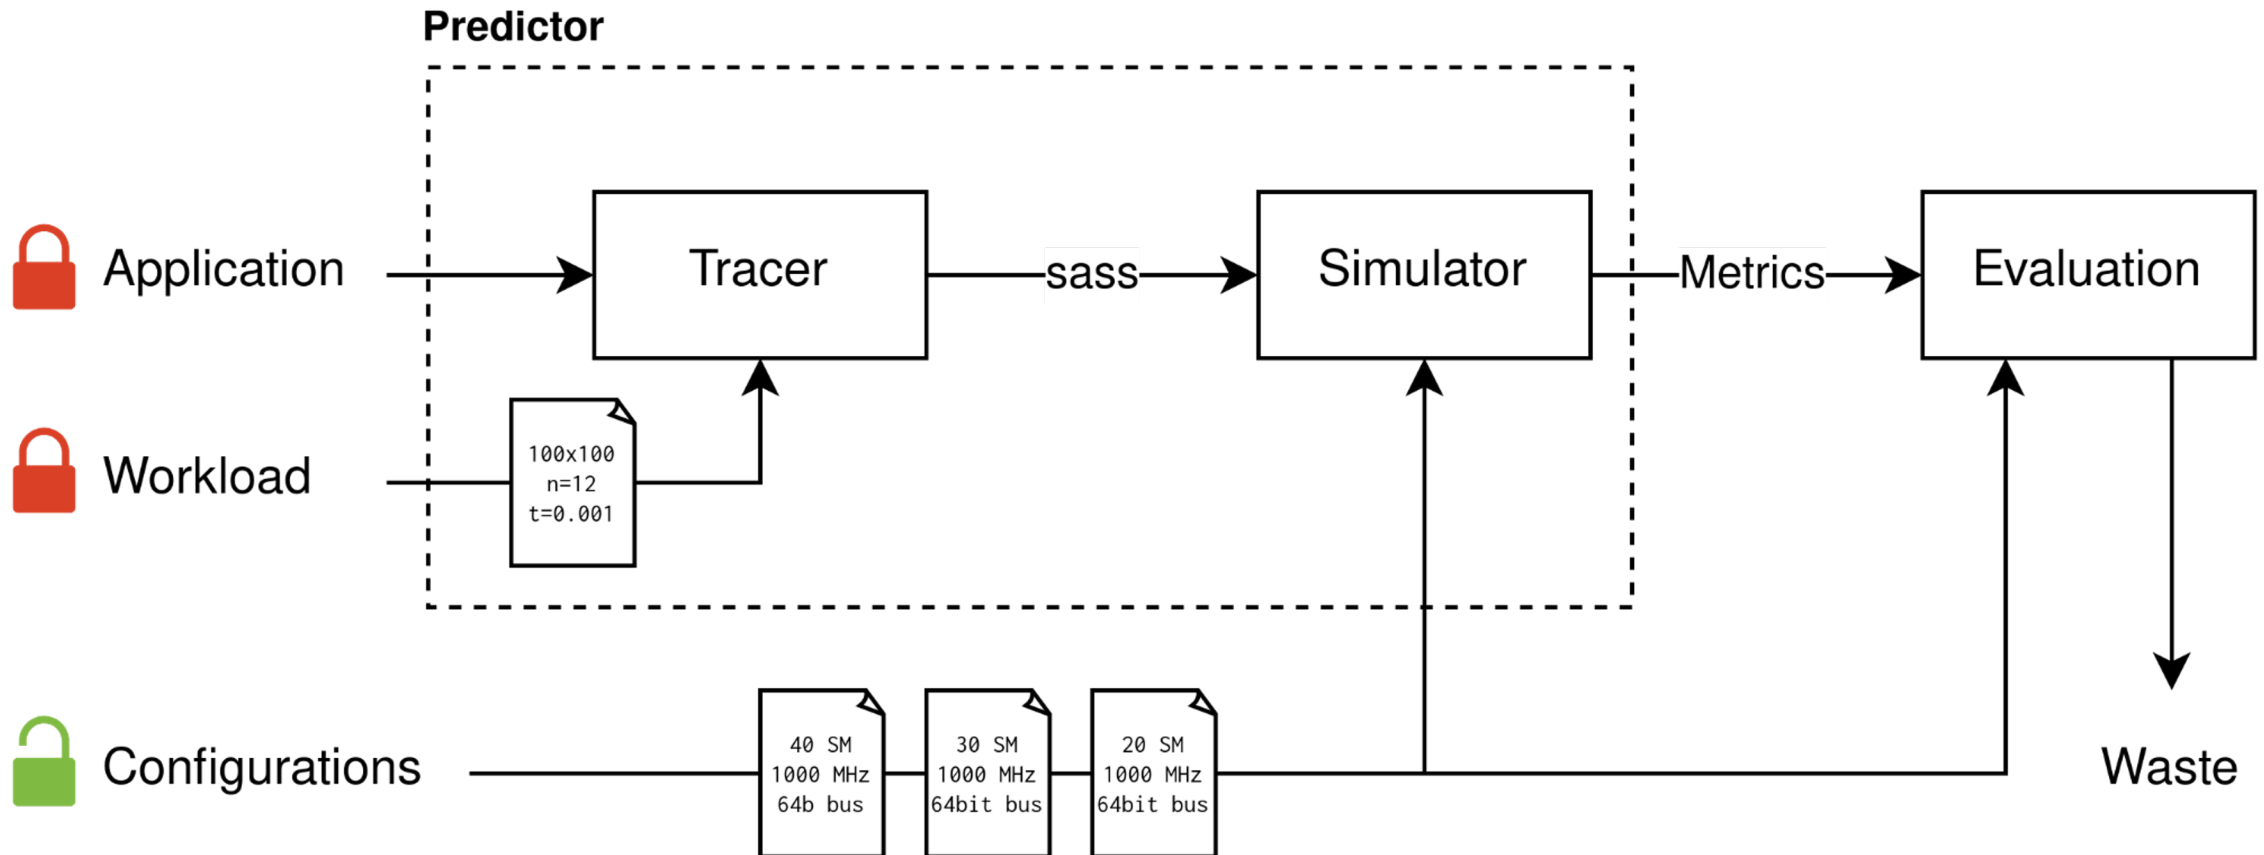 Predictor
Application
Tracer
sass
Simulator
Metrics
Evaluation
Workload
100x100
n=12
t=0.001
Configurations
40 SM
1000 MHz
64b bus
30 SM
1000 MHz
64bit bus
20 SM
1000 MHz
64bit bus
Waste